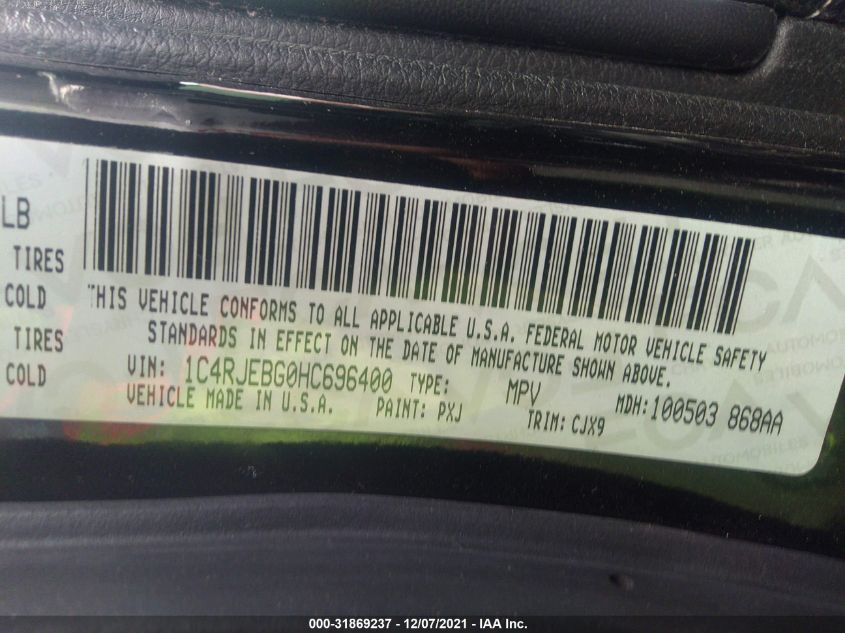 LB
TIRES
COLD
TIRES
COLD
THIS VEHICLE CONFORMS TO ALL APPLICABLE U.S.A. FEDERAL MOTOR VEHICLE SAFETY
STANDARDS IN EFFECT ON THE DATE OF MANUFACTURE SHOWN ABOVE.
VIN: 1C4RJEBG0HC696400 TYPE: MPV MDH:100503 868AA
VEHICLE MADE IN U.S.A. PAINT: PXJ TRIM: CJX9
000-31869237 - 12/07/2021 - IAA Inc.